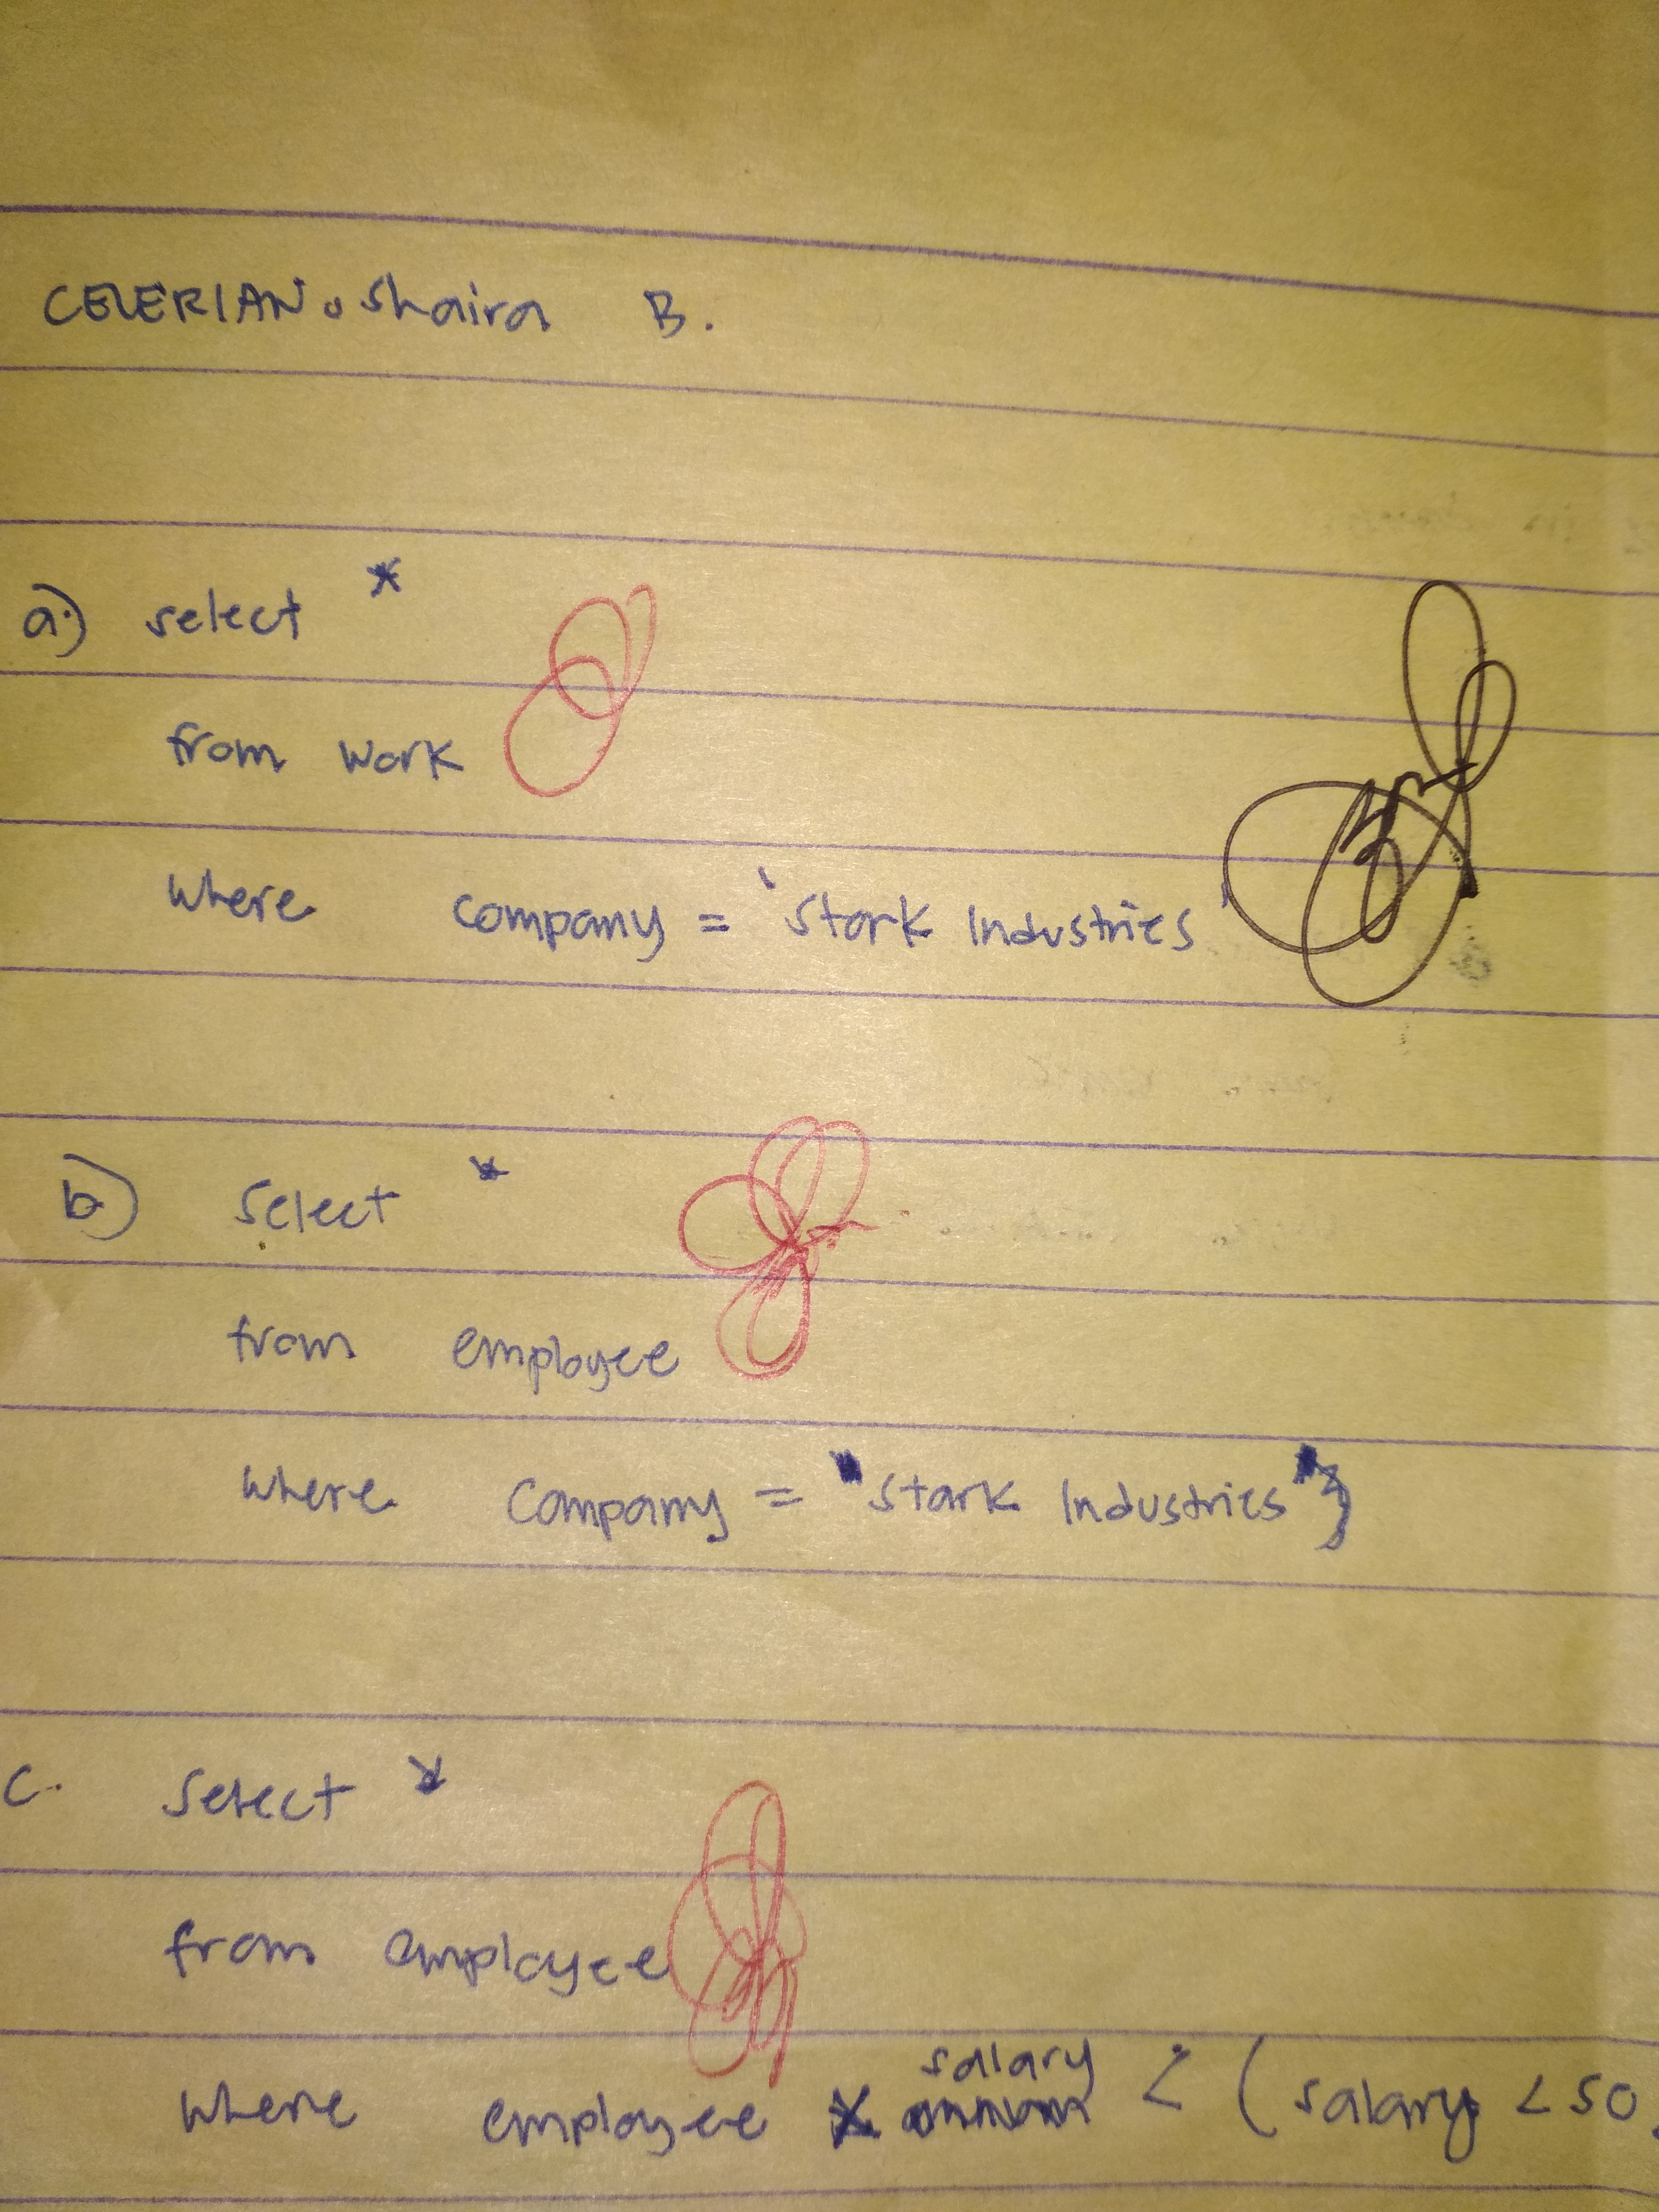 CELERIAN, Shaira B.
a.) select *
from work
where company = 'Stark Industries'
b) Select *
from employee
where Company = "Stark Industries"
c. Select *
from employee
where employee salary < ( salary < 50